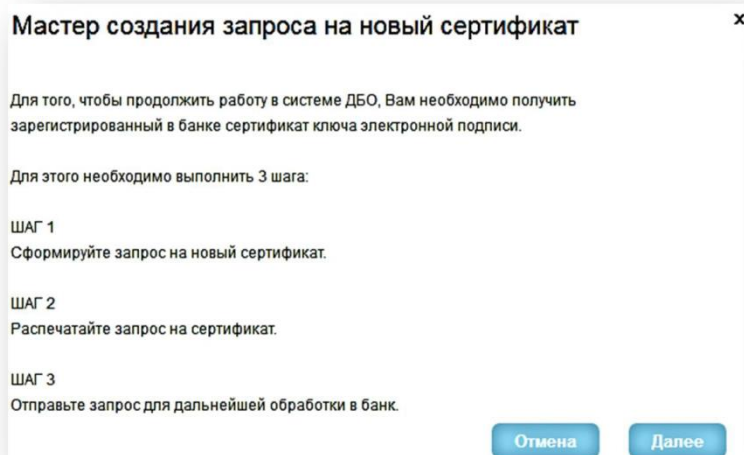 Мастер создания запроса на новый сертификат
x
Для того, чтобы продолжить работу в системе ДБО, Вам необходимо получить
зарегистрированный в банке сертификат ключа электронной подписи.
Для этого необходимо выполнить 3 шага:
ШАГ 1
Сформируйте запрос на новый сертификат.
ШАГ 2
Распечатайте запрос на сертификат.
ШАГ 3
Отправьте запрос для дальнейшей обработки в банк.
Отмена
Далее